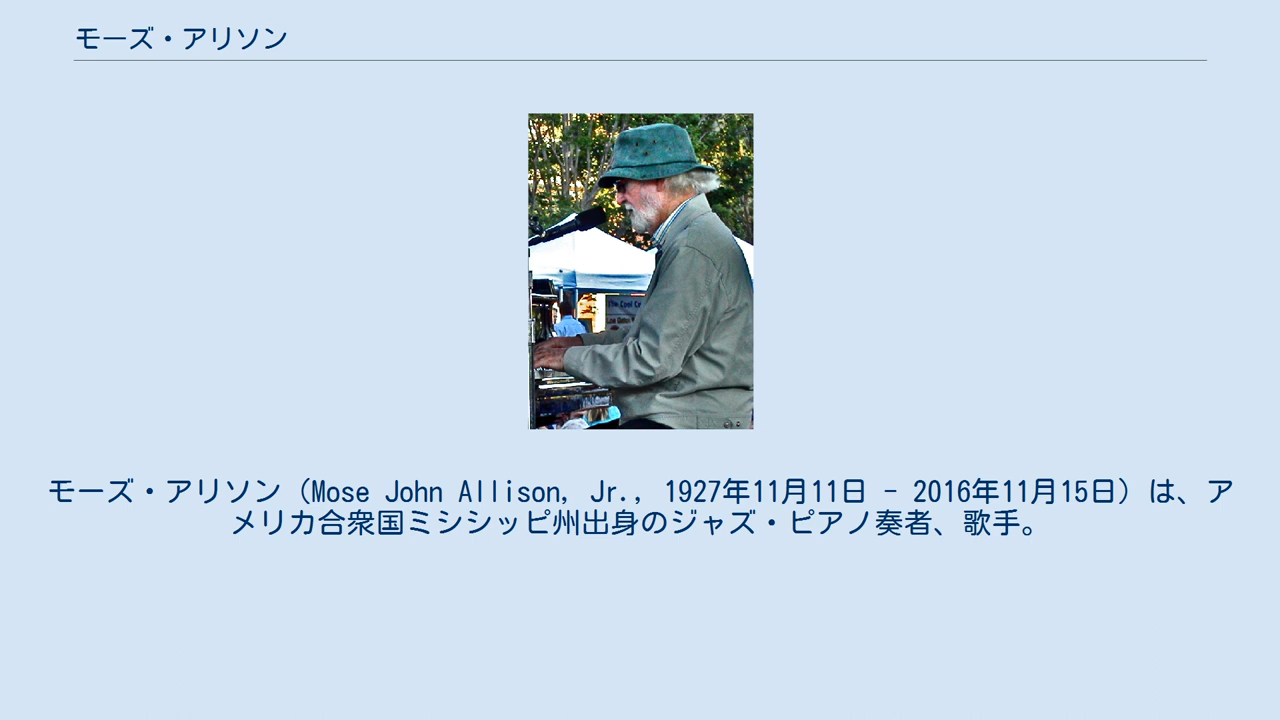 モーズ・アリソン
The Cool C
モーズ・アリソン（Mose John Allison, Jr., 1927年11月11日 - 2016年11月15日）は、ア
メリカ合衆国ミシシッピ州出身のジャズ・ピアノ奏者、歌手。